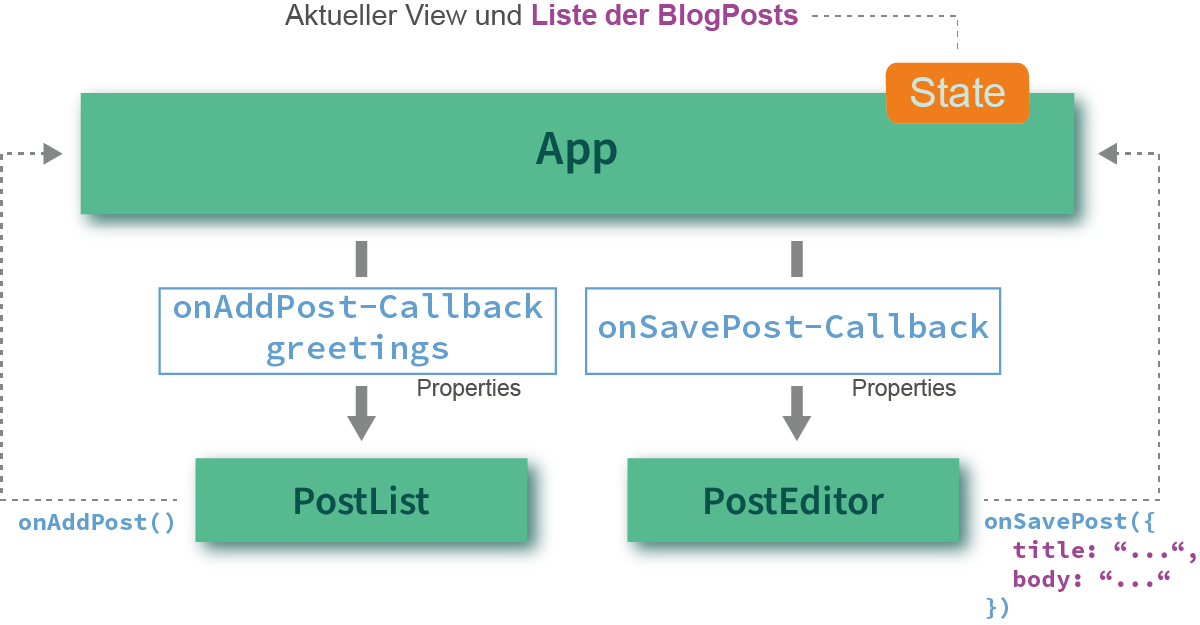 Aktueller View und Liste der BlogPosts
State
App
onAddPost-Callback
greetings
onSavePost-Callback
Properties
Properties
PostList
PostEditor
onAddPost()
onSavePost({
title: “...“,
body: “...“
})